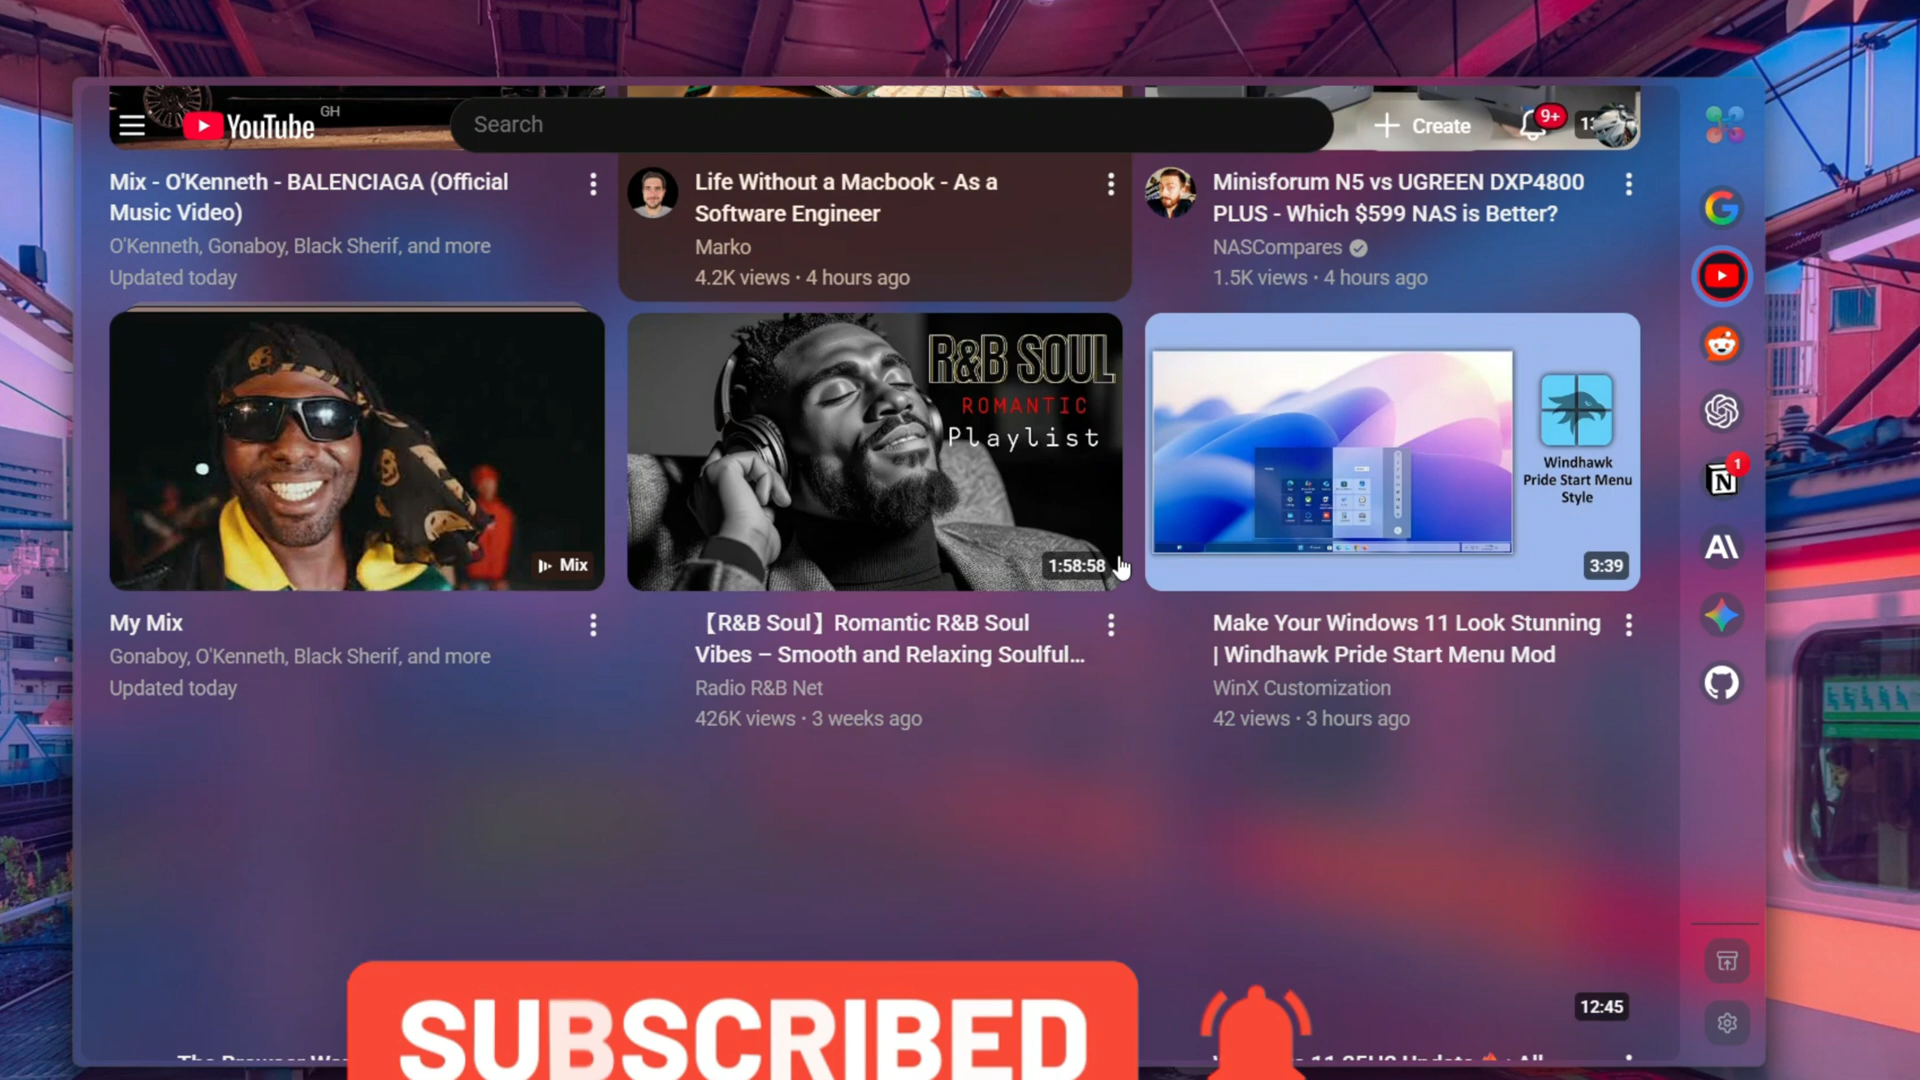 YouTube GH
Search
Create
9+
Mix - O'Kenneth - BALENCIAGA (Official
Music Video)
O'Kenneth, Gonaboy, Black Sherif, and more
Updated today
Life Without a Macbook - As a
Software Engineer
Marko
4.2K views · 4 hours ago
Minisforum N5 vs UGREEN DXP4800
PLUS - Which $599 NAS is Better?
NASCompares
1.5K views · 4 hours ago
Mix
R&B SOUL
ROMANTIC
Playlist
1:58:58
Windhawk
Pride Start Menu
Style
3:39
1
My Mix
Gonaboy, O'Kenneth, Black Sherif, and more
Updated today
【R&B Soul】Romantic R&B Soul
Vibes – Smooth and Relaxing Soulful...
Radio R&B Net
426K views · 3 weeks ago
Make Your Windows 11 Look Stunning
| Windhawk Pride Start Menu Mod
WinX Customization
42 views · 3 hours ago
12:45
SUBSCRIBED